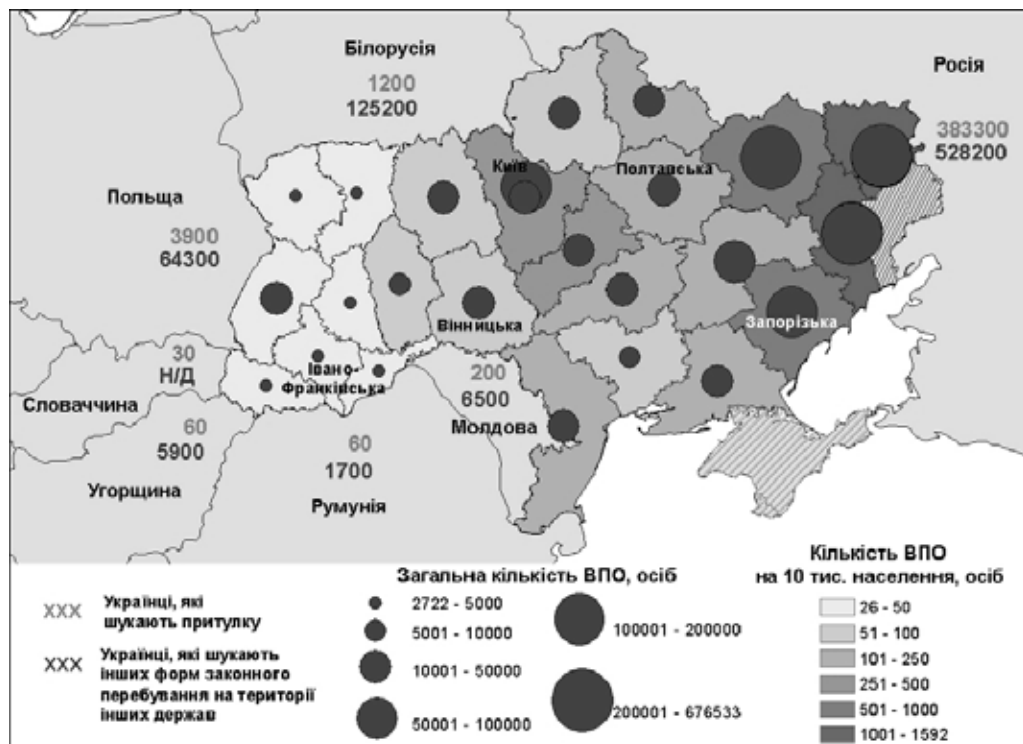 Білорусія
1200
125200
Росія
383300
528200
Київ
Полтавська
Польща
3900
64300
Запорізька
Вінницька
30
Н/Д
Івано-
Франківська
200
6500
Молдова
Словаччина
60
5900
60
1700
Угорщина
Румунія
Загальна кількість ВПО, осіб
2722 - 5000
5001 - 10000
10001 - 50000
50001 - 100000
100001 - 200000
200001 - 676533
Кількість ВПО
на 10 тис. населення, осіб
26 - 50
51 - 100
101 - 250
251 - 500
501 - 1000
1001 - 1592
XXX Українці, які
шукають притулку
XXX Українці, які шукають
інших форм законного
перебування на території
інших держав